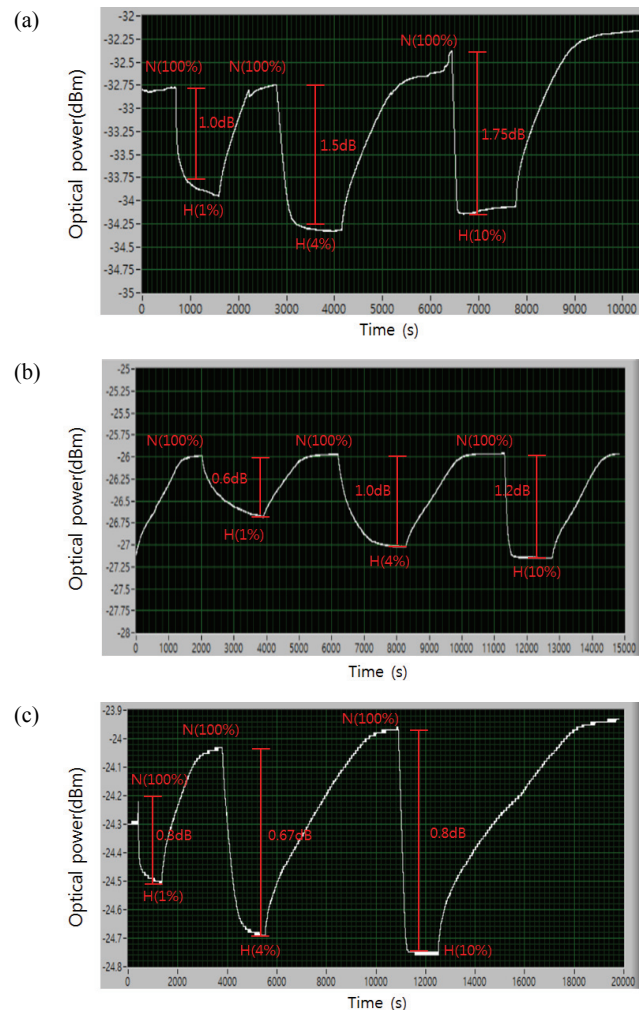 (a)
Optical power(dBm)
-32
-32.25
-32.5
-32.75
-33
-33.25
-33.5
-33.75
-34
-34.25
-34.5
-34.75
-35
N(100%)
N(100%)
N(100%)
1.0dB
1.5dB
1.75dB
H(1%)
H(4%)
H(10%)
0 1000 2000 3000 4000 5000 6000 7000 8000 9000 10000
Time (s)
(b)
Optical power(dBm)
-25
-25.25
-25.5
-25.75
-26
-26.25
-26.5
-26.75
-27
-27.25
-27.5
-27.75
-28
N(100%)
N(100%)
N(100%)
0.6dB
1.0dB
1.2dB
H(1%)
H(4%)
H(10%)
0 1000 2000 3000 4000 5000 6000 7000 8000 9000 10000 11000 12000 13000 14000 15000
Time (s)
(c)
Optical power(dBm)
-23.9
-24
-24.1
-24.2
-24.3
-24.4
-24.5
-24.6
-24.7
-24.8
N(100%)
N(100%)
N(100%)
0.3dB
0.67dB
0.8dB
H(1%)
H(4%)
H(10%)
0 2000 4000 6000 8000 10000 12000 14000 16000 18000 20000
Time (s)